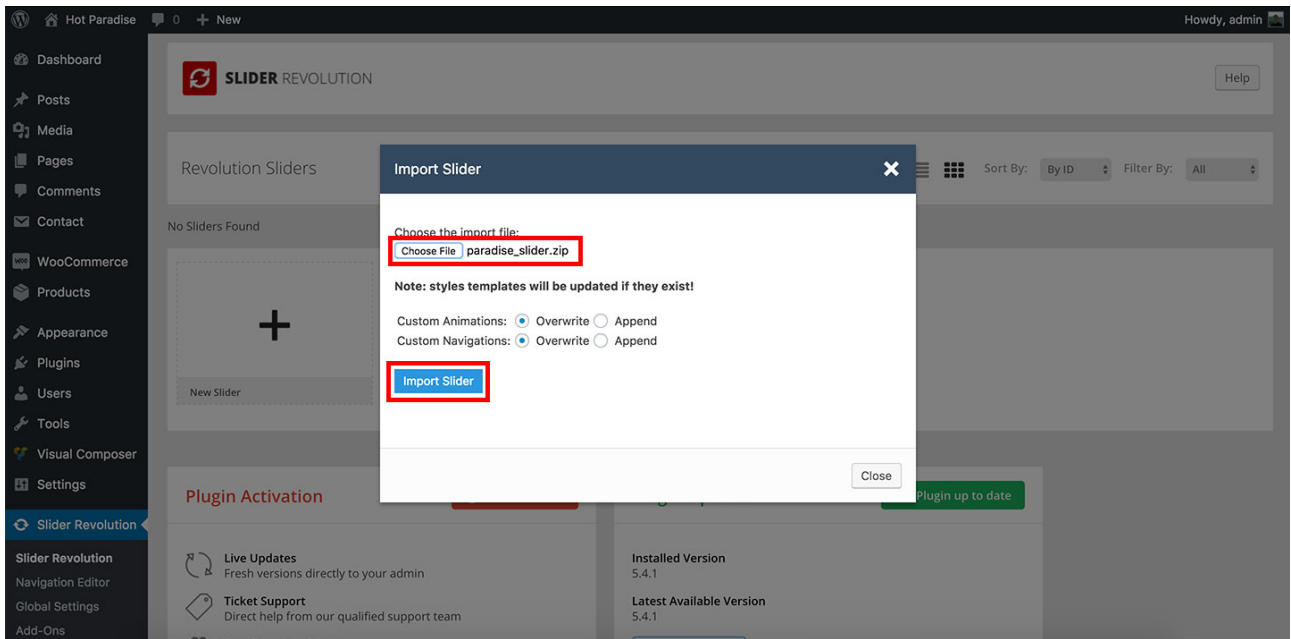 Hot Paradise 0 + New Howdy, admin
Dashboard
Posts
Media
Pages
Comments
Contact
WooCommerce
Products
Appearance
Plugins
Users
Tools
Visual Composer
Settings
Slider Revolution
Slider Revolution
Navigation Editor
Global Settings
Add-Ons
SLIDER REVOLUTION
Help
Revolution Sliders
Sort By: By ID Filter By: All
No Sliders Found
New Slider
Import Slider
Choose the import file:
Choose File paradise_slider.zip
Note: styles templates will be updated if they exist!
Custom Animations: Overwrite Append
Custom Navigations: Overwrite Append
Import Slider
Close
Plugin Activation
Live Updates
Fresh versions directly to your admin
Ticket Support
Direct help from our qualified support team
Plugin up to date
Installed Version
5.4.1
Latest Available Version
5.4.1